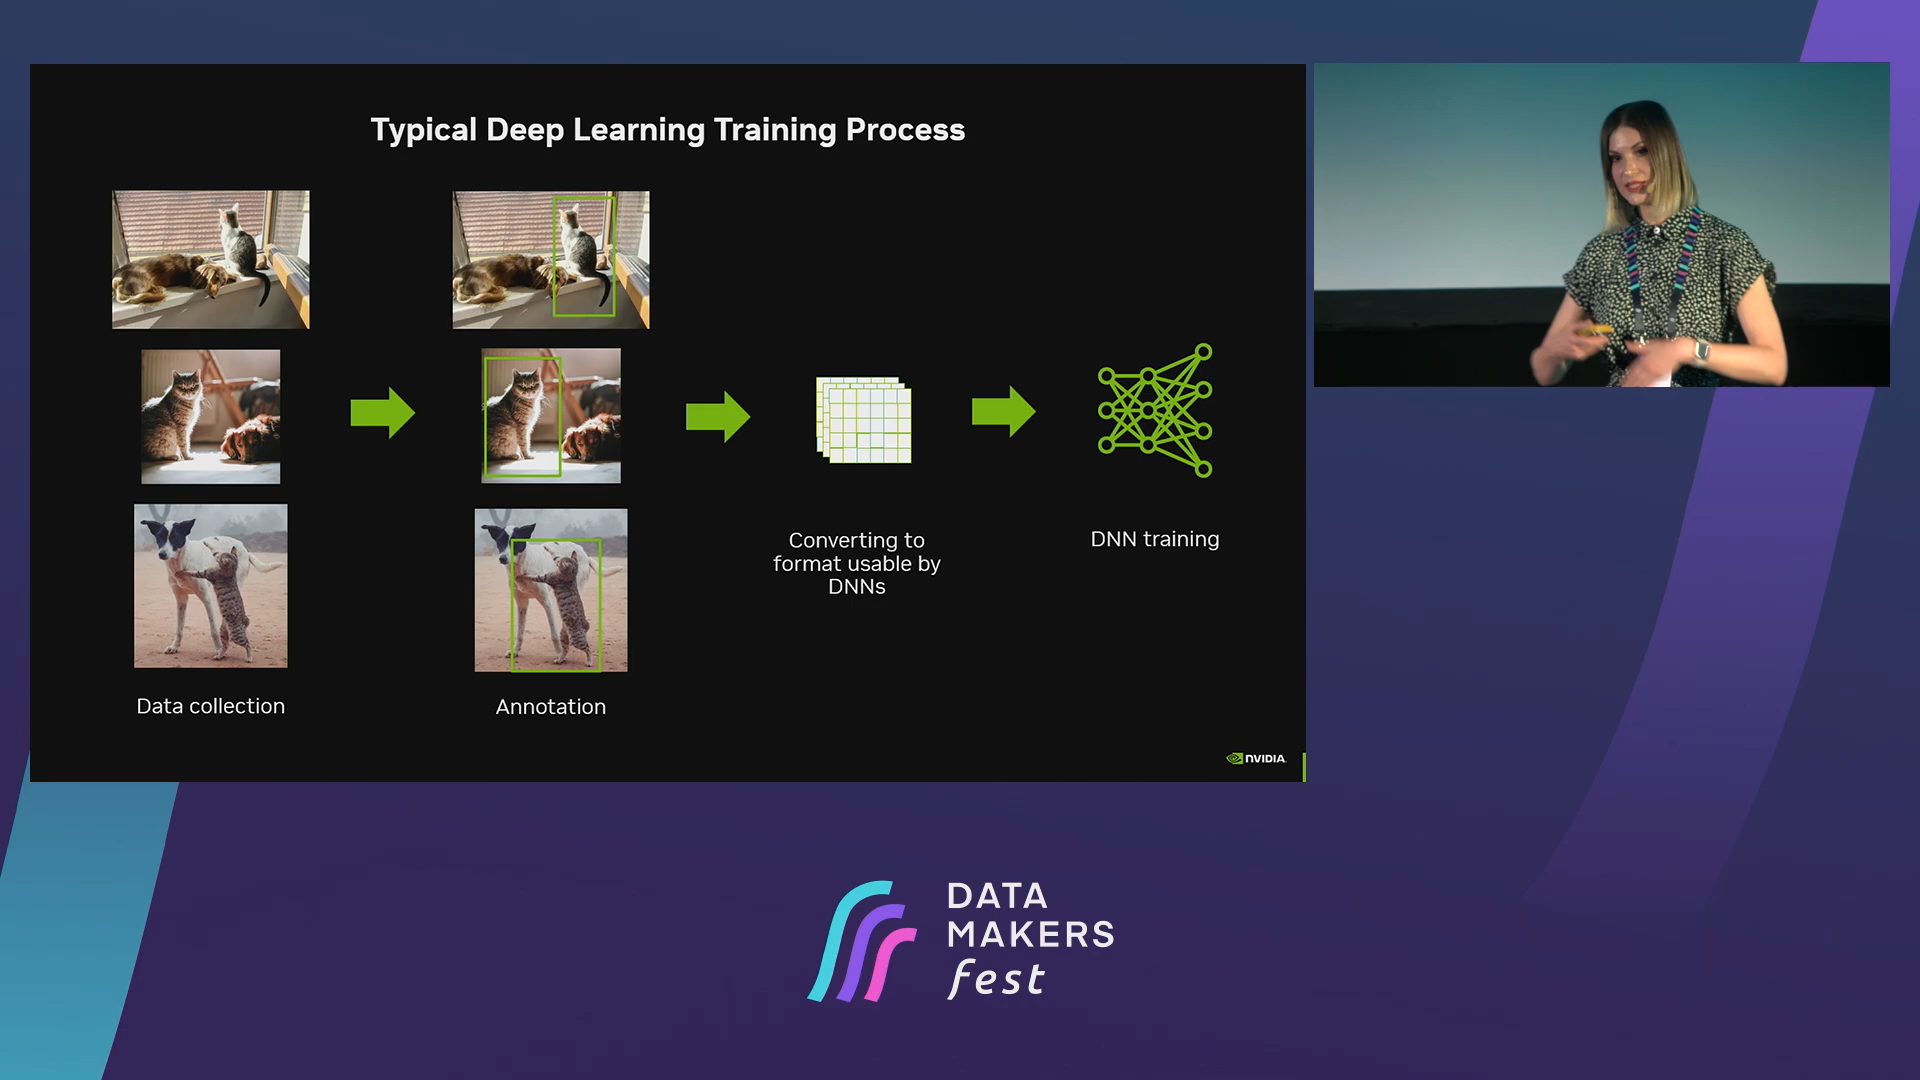 Typical Deep Learning Training Process
Converting to
format usable by
DNNs
DNN training
Data collection
Annotation
NVIDIA
DATA
MAKERS
fest